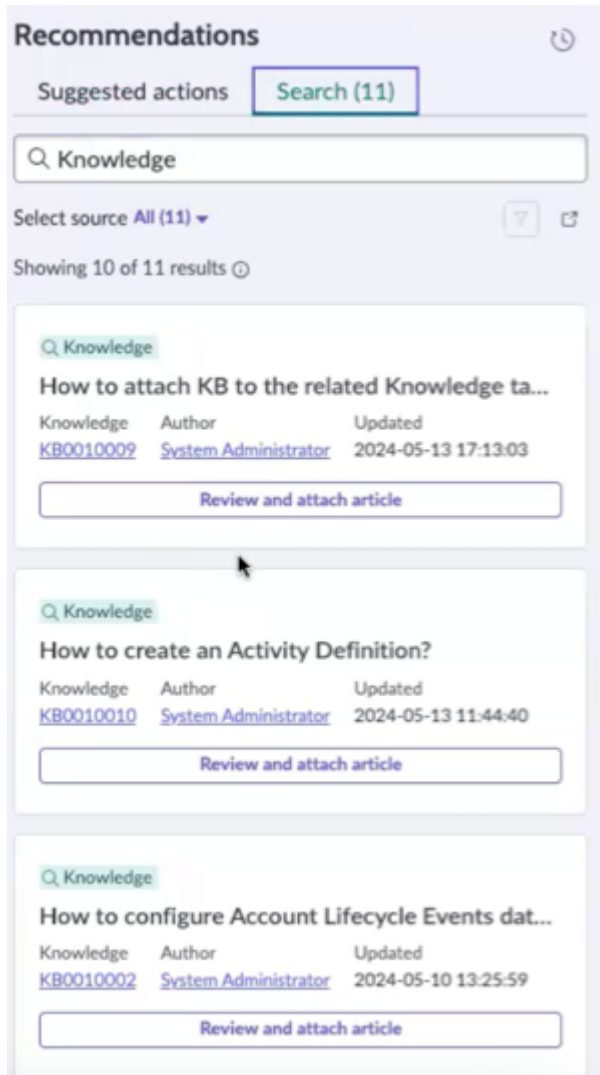 Recommendations
Suggested actions
Search (11)
Knowledge
Select source All (11)
Showing 10 of 11 results
Knowledge
How to attach KB to the related Knowledge ta...
Knowledge Author Updated
KB0010009 System Administrator 2024-05-13 17:13:03
Review and attach article
Knowledge
How to create an Activity Definition?
Knowledge Author Updated
KB0010010 System Administrator 2024-05-13 11:44:40
Review and attach article
Knowledge
How to configure Account Lifecycle Events dat...
Knowledge Author Updated
KB0010002 System Administrator 2024-05-10 13:25:59
Review and attach article